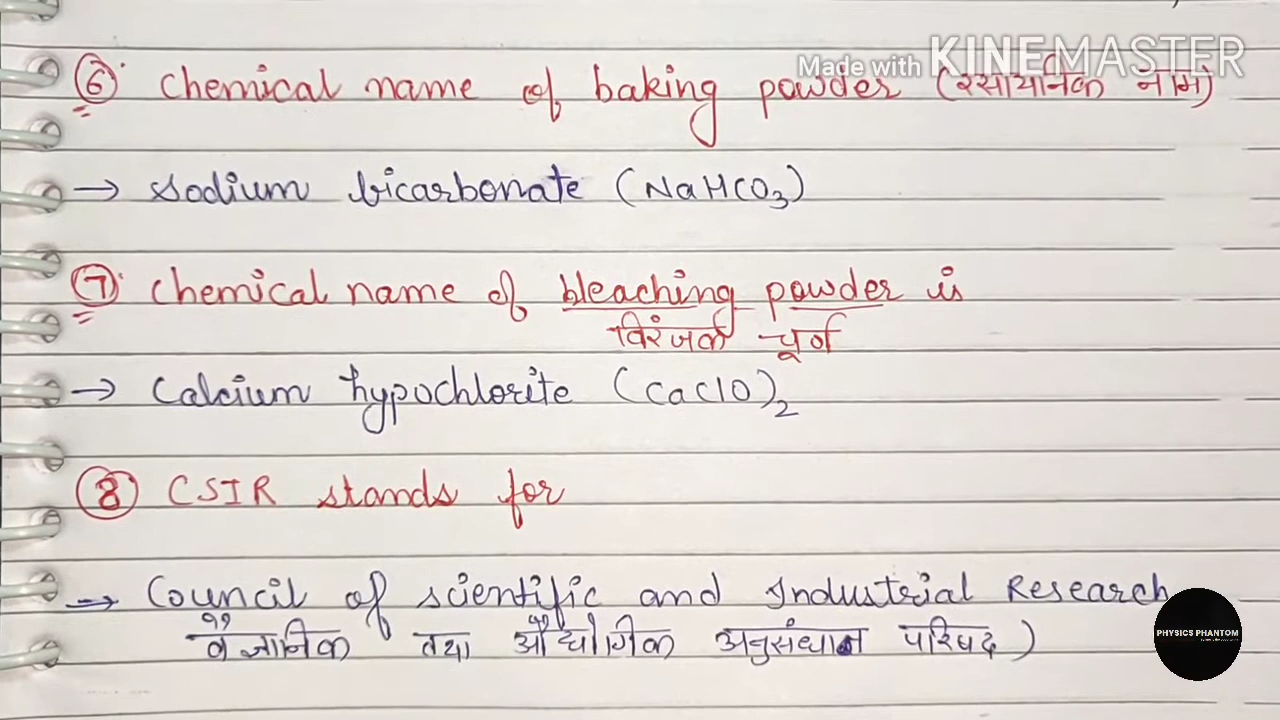 Made with KINEMASTER
⑥ Chemical name of baking powder (रसायनिक नाम)
→ Sodium bicarbonate (NaHCO₃)
⑦ Chemical name of bleaching powder is
विरंजक चूर्ण
→ Calcium hypochlorite (CaClO)₂
⑧ CSIR stands for
→ Council of scientific and Industrial Research
वैज्ञानिक तथा औद्योगिक अनुसंधान परिषद )
PHYSICS PHANTOM